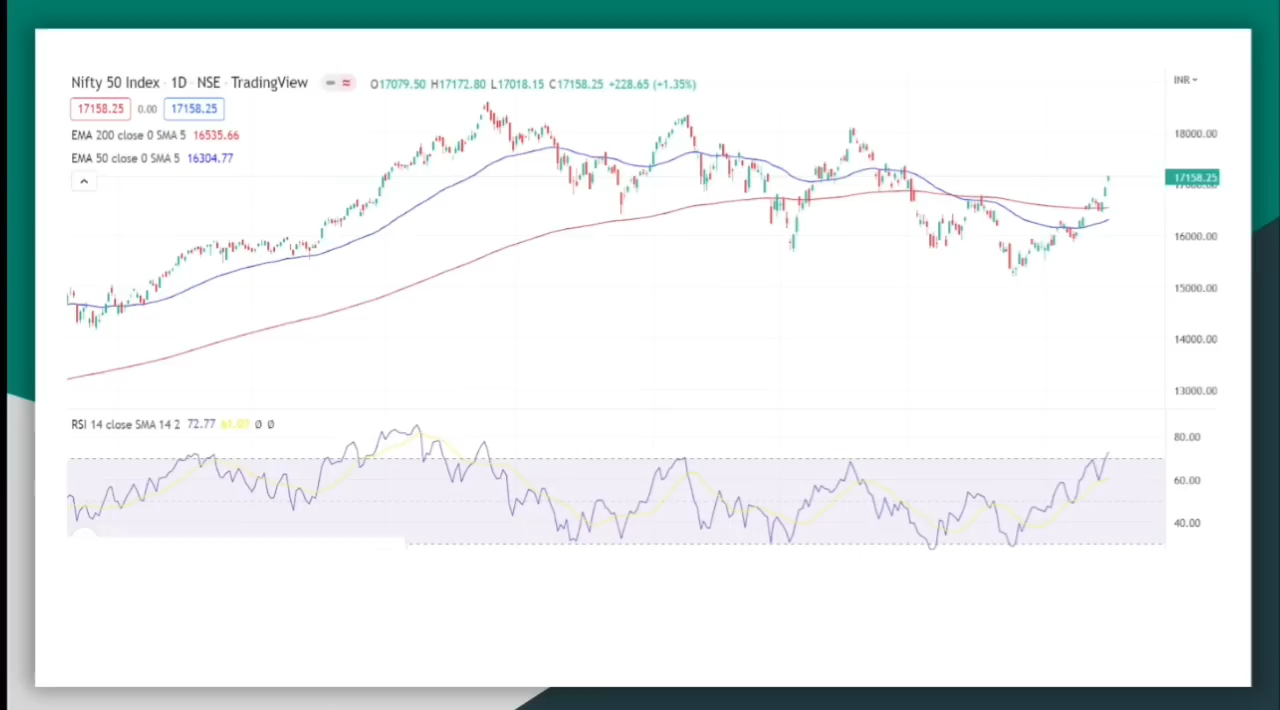 Nifty 50 Index · 1D · NSE · TradingView O17079.50 H17172.80 L17018.15 C17158.25 +228.65 (+1.35%)
INR
17158.25 0.00 17158.25
EMA 200 close 0 SMA 5 16535.66
EMA 50 close 0 SMA 5 16304.77
18000.00
17158.25
17000.00
16000.00
15000.00
14000.00
13000.00
RSI 14 close SMA 14 2 72.77 61.07 Ø Ø
80.00
60.00
40.00